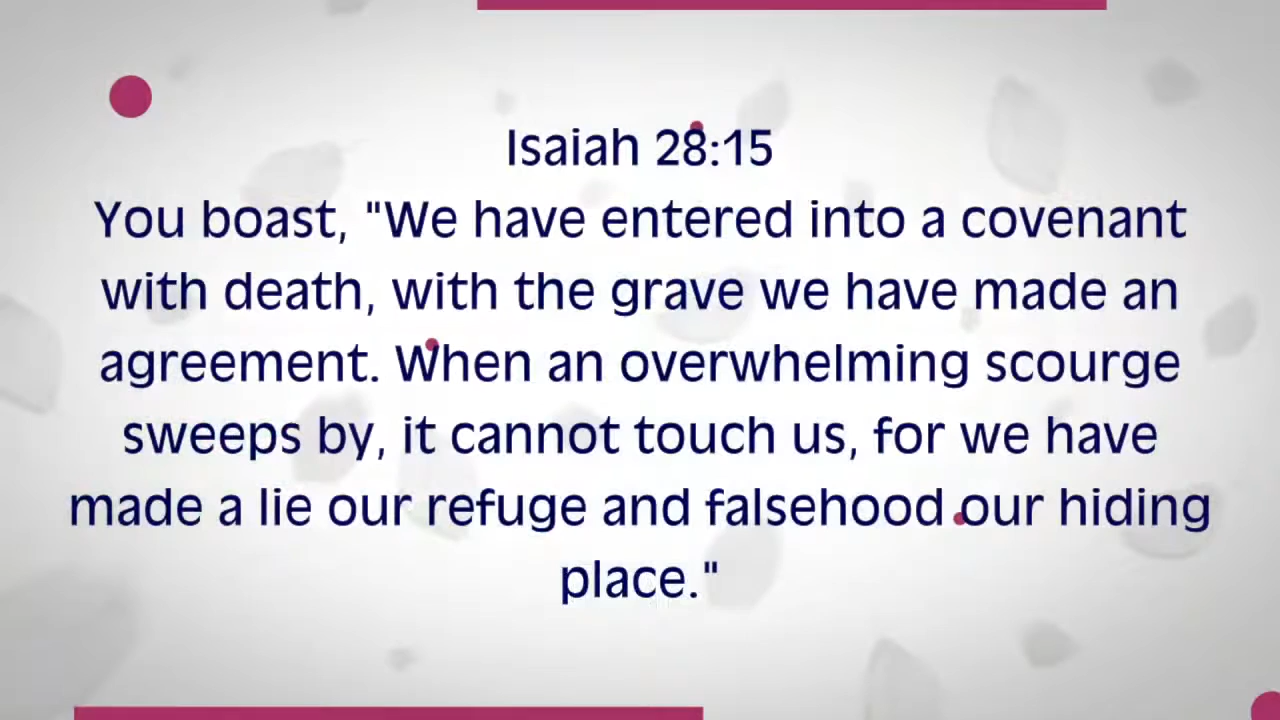 Isaiah 28:15
You boast, "We have entered into a covenant
with death, with the grave we have made an
agreement. When an overwhelming scourge
sweeps by, it cannot touch us, for we have
made a lie our refuge and falsehood our hiding
place."